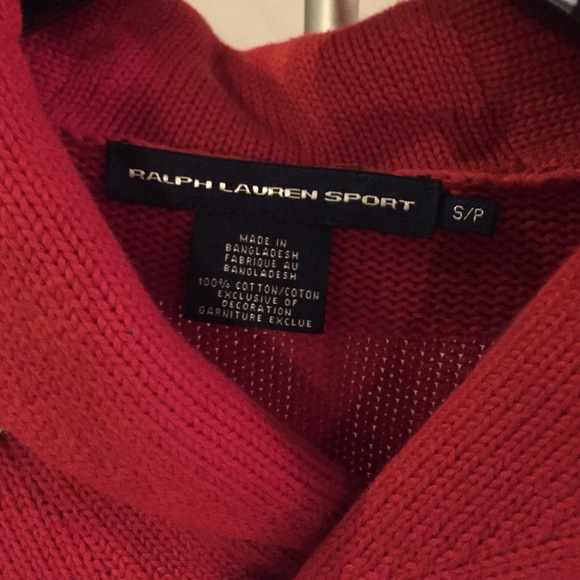 RALPH LAUREN SPORT
S/P
MADE IN
BANGLADESH
FABRIQUE AU
BANGLADESH
100% COTTON/COTON
EXCLUSIVE OF
DECORATION
GARNITURE EXCLUE